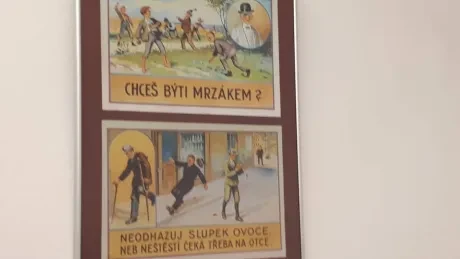 CHCEŠ BÝTI MRZÁKEM?
NEODHAZUJ SLUPEK OVOCE,
NEB NEŠTĚSTÍ ČEKÁ TŘEBA NA OTCE.